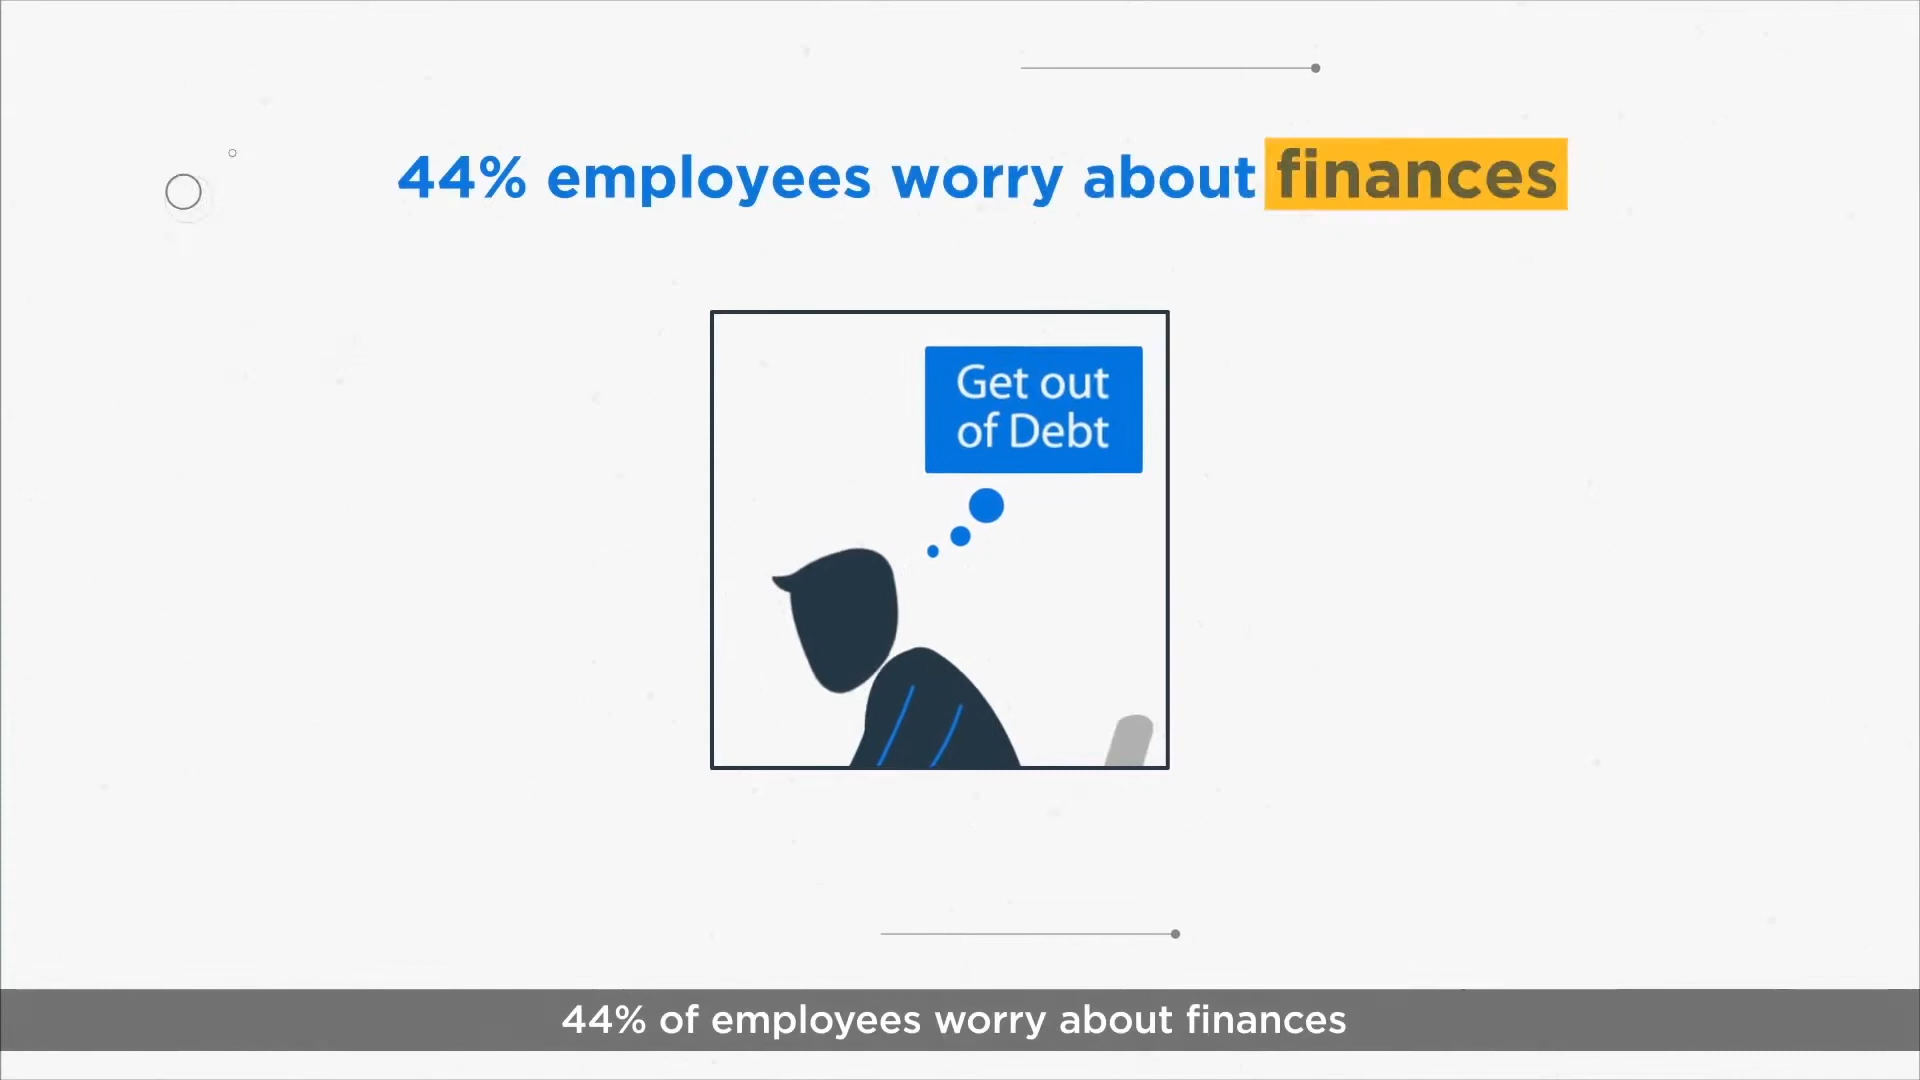 44% employees worry about finances
Get out
of Debt
44% of employees worry about finances